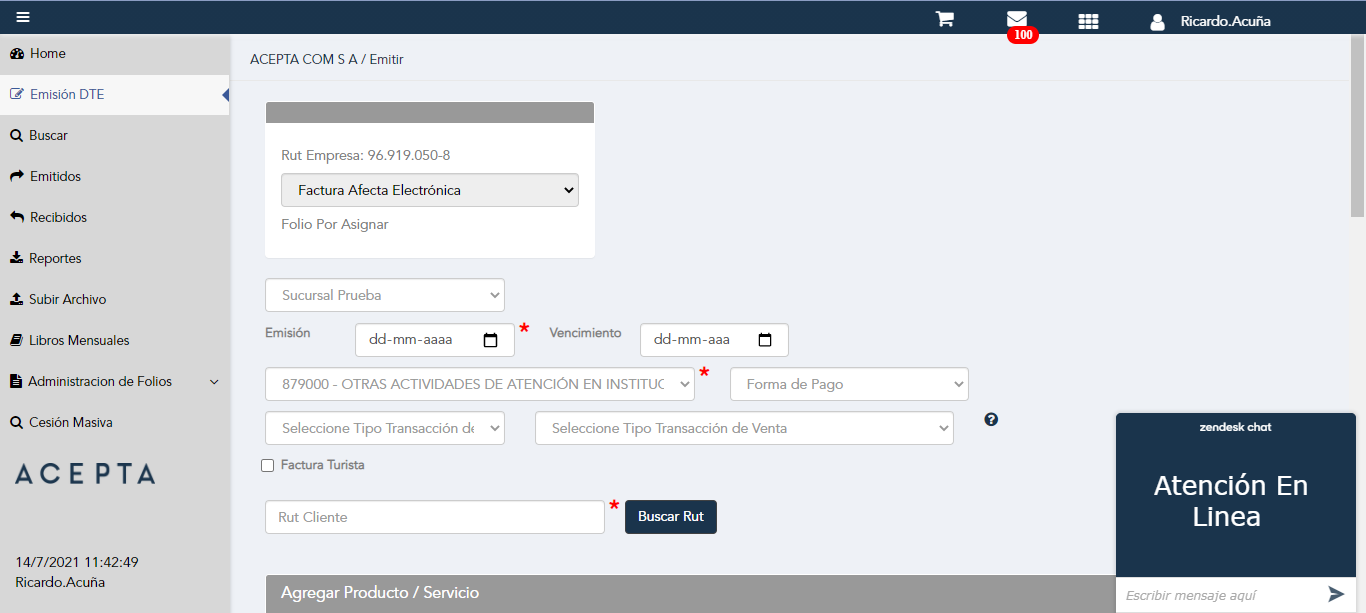 Ricardo.Acuña
100
Home
Emisión DTE
Buscar
Emitidos
Recibidos
Reportes
Subir Archivo
Libros Mensuales
Administracion de Folios
Cesión Masiva
ACEPTA
14/7/2021 11:42:49
Ricardo.Acuña
ACEPTA COM S A / Emitir
Rut Empresa: 96.919.050-8
Factura Afecta Electrónica
Folio Por Asignar
Sucursal Prueba
Emisión dd-mm-aaaa * Vencimiento dd-mm-aaa
879000 - OTRAS ACTIVIDADES DE ATENCIÓN EN INSTITUC * Forma de Pago
Seleccione Tipo Transacción de Seleccione Tipo Transacción de Venta ?
Factura Turista
Rut Cliente * Buscar Rut
Agregar Producto / Servicio
zendesk chat
Atención En
Linea
Escribir mensaje aquí